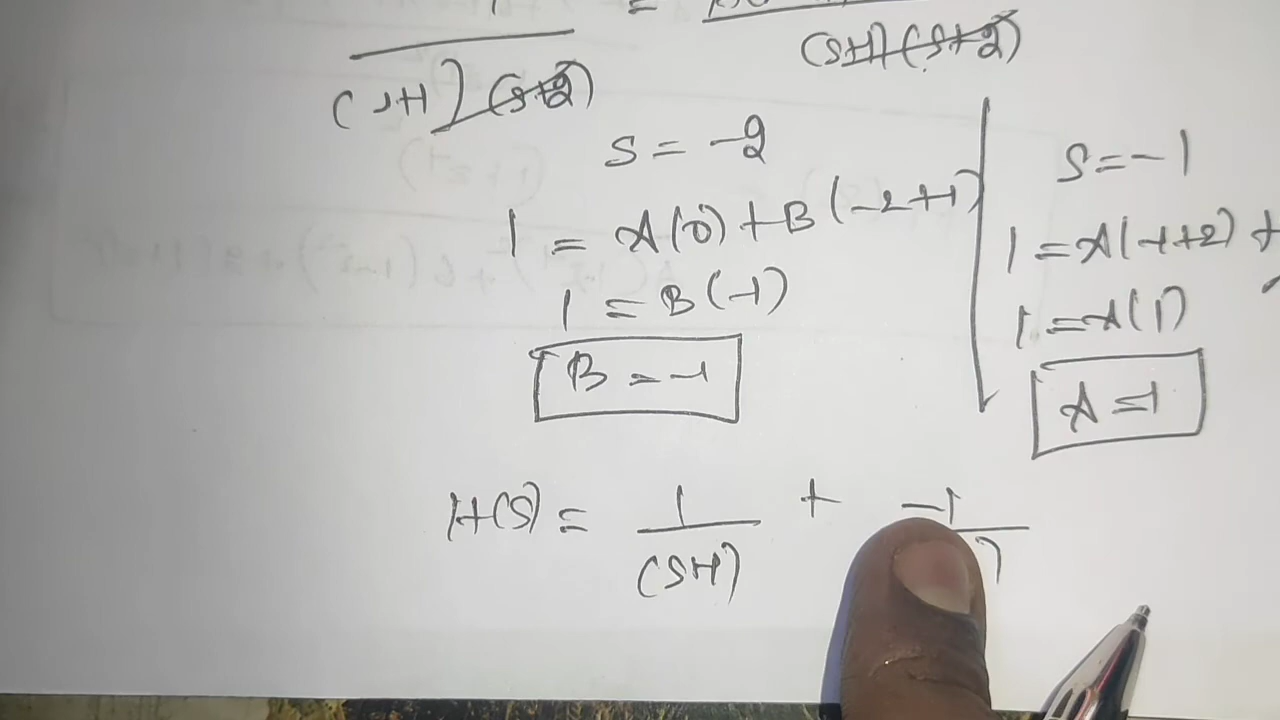 (s+1) (s+2)
(s+1) (s+2)
s = -2
1 = A(0) + B(-2+1)
1 = B(-1)
B = -1
s = -1
1 = A(-1+2) +
1 = A(1)
A = 1
H(s) = 1/(s+1) + -1/ )